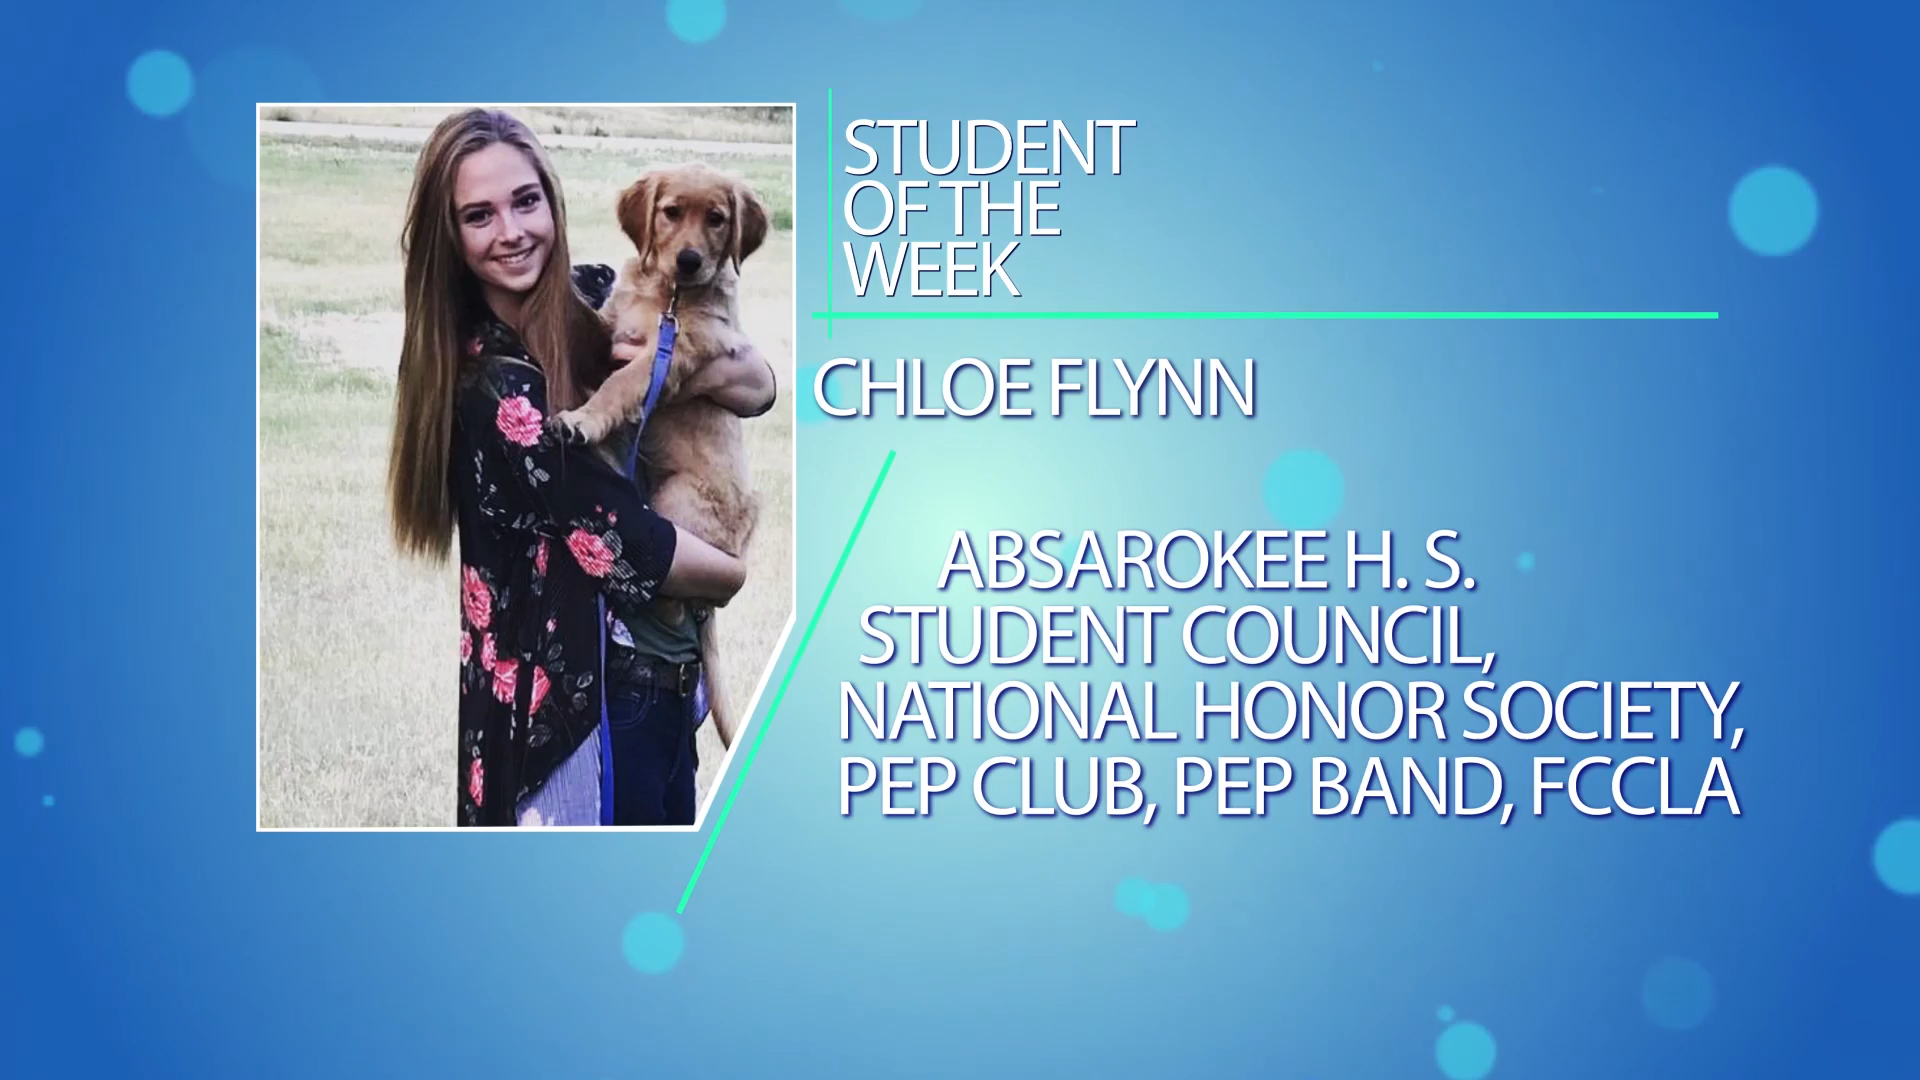 STUDENT
OF THE
WEEK
CHLOE FLYNN
ABSAROKEE H. S.
STUDENT COUNCIL,
NATIONAL HONOR SOCIETY,
PEP CLUB, PEP BAND, FCCLA